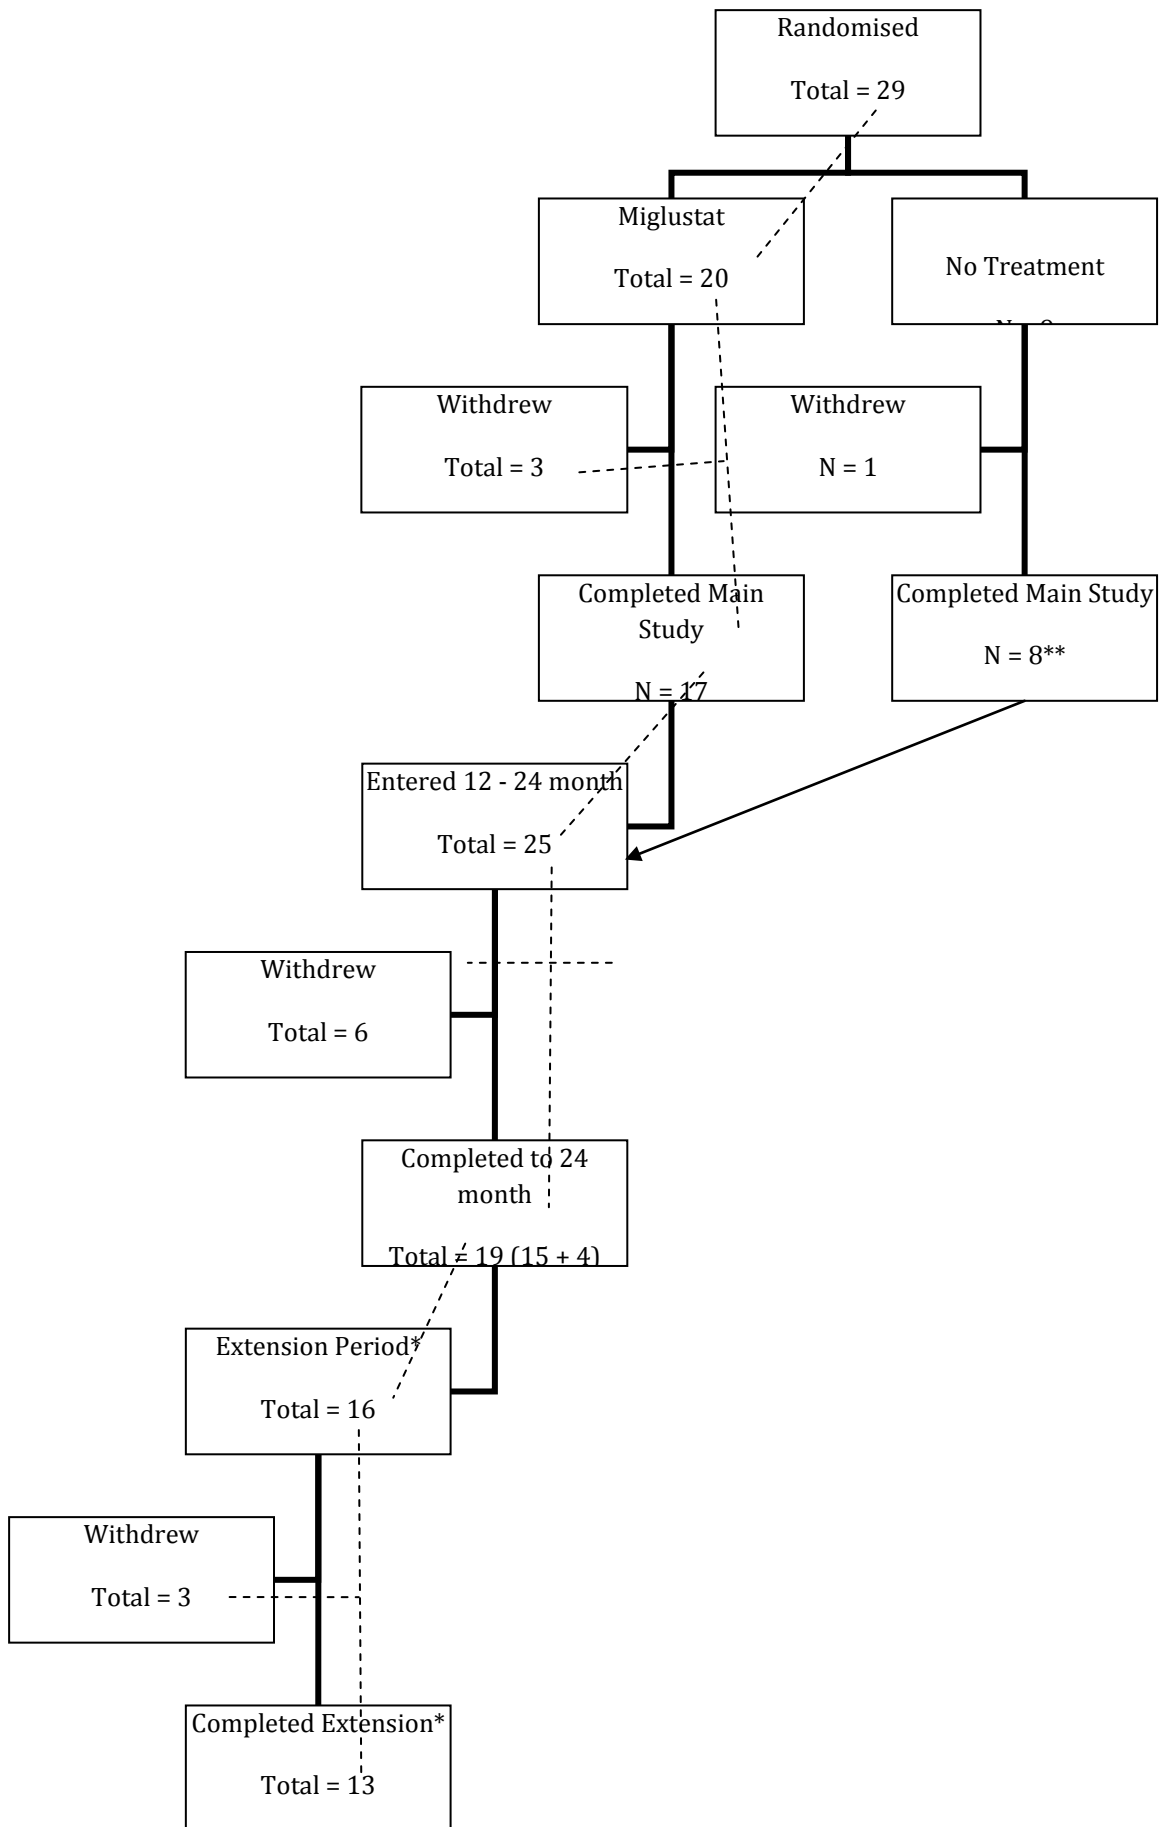 Randomised
Total = 29
Miglustat
Total = 20
No Treatment
Withdrew
Total = 3
Withdrew
N = 1
Completed Main
Study
N = 17
Completed Main Study
N = 8**
Entered 12 - 24 month
Total = 25
Withdrew
Total = 6
Completed to 24
month
Total = 19 (15 + 4)
Extension Period*
Total = 16
Withdrew
Total = 3
Completed Extension*
Total = 13